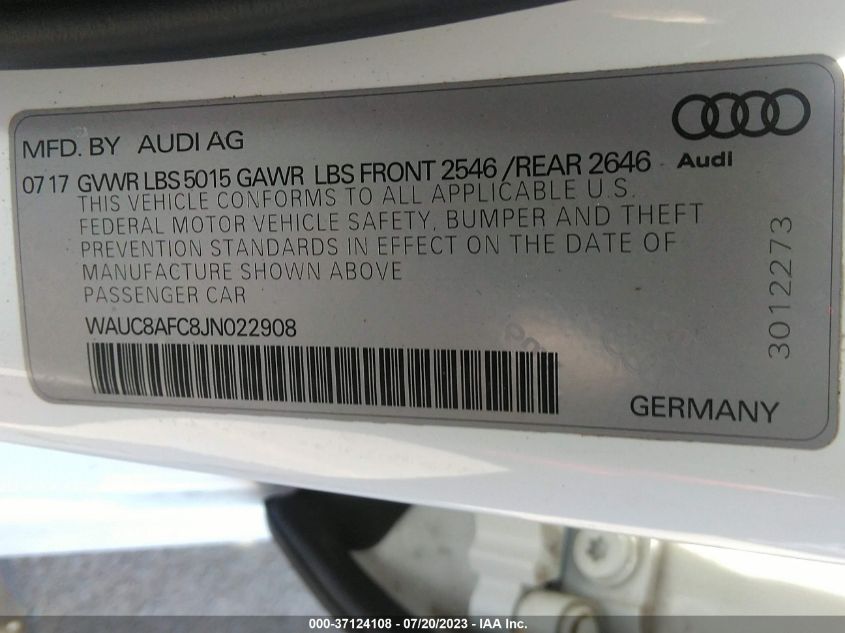 MFD. BY AUDI AG
Audi
07 17 GVWR LBS 5015 GAWR LBS FRONT 2546 /REAR 2646
THIS VEHICLE CONFORMS TO ALL APPLICABLE U.S.
FEDERAL MOTOR VEHICLE SAFETY, BUMPER AND THEFT
PREVENTION STANDARDS IN EFFECT ON THE DATE OF
MANUFACTURE SHOWN ABOVE
PASSENGER CAR
WAUC8AFC8JN022908
3012273
GERMANY
000-37124108 - 07/20/2023 - IAA Inc.